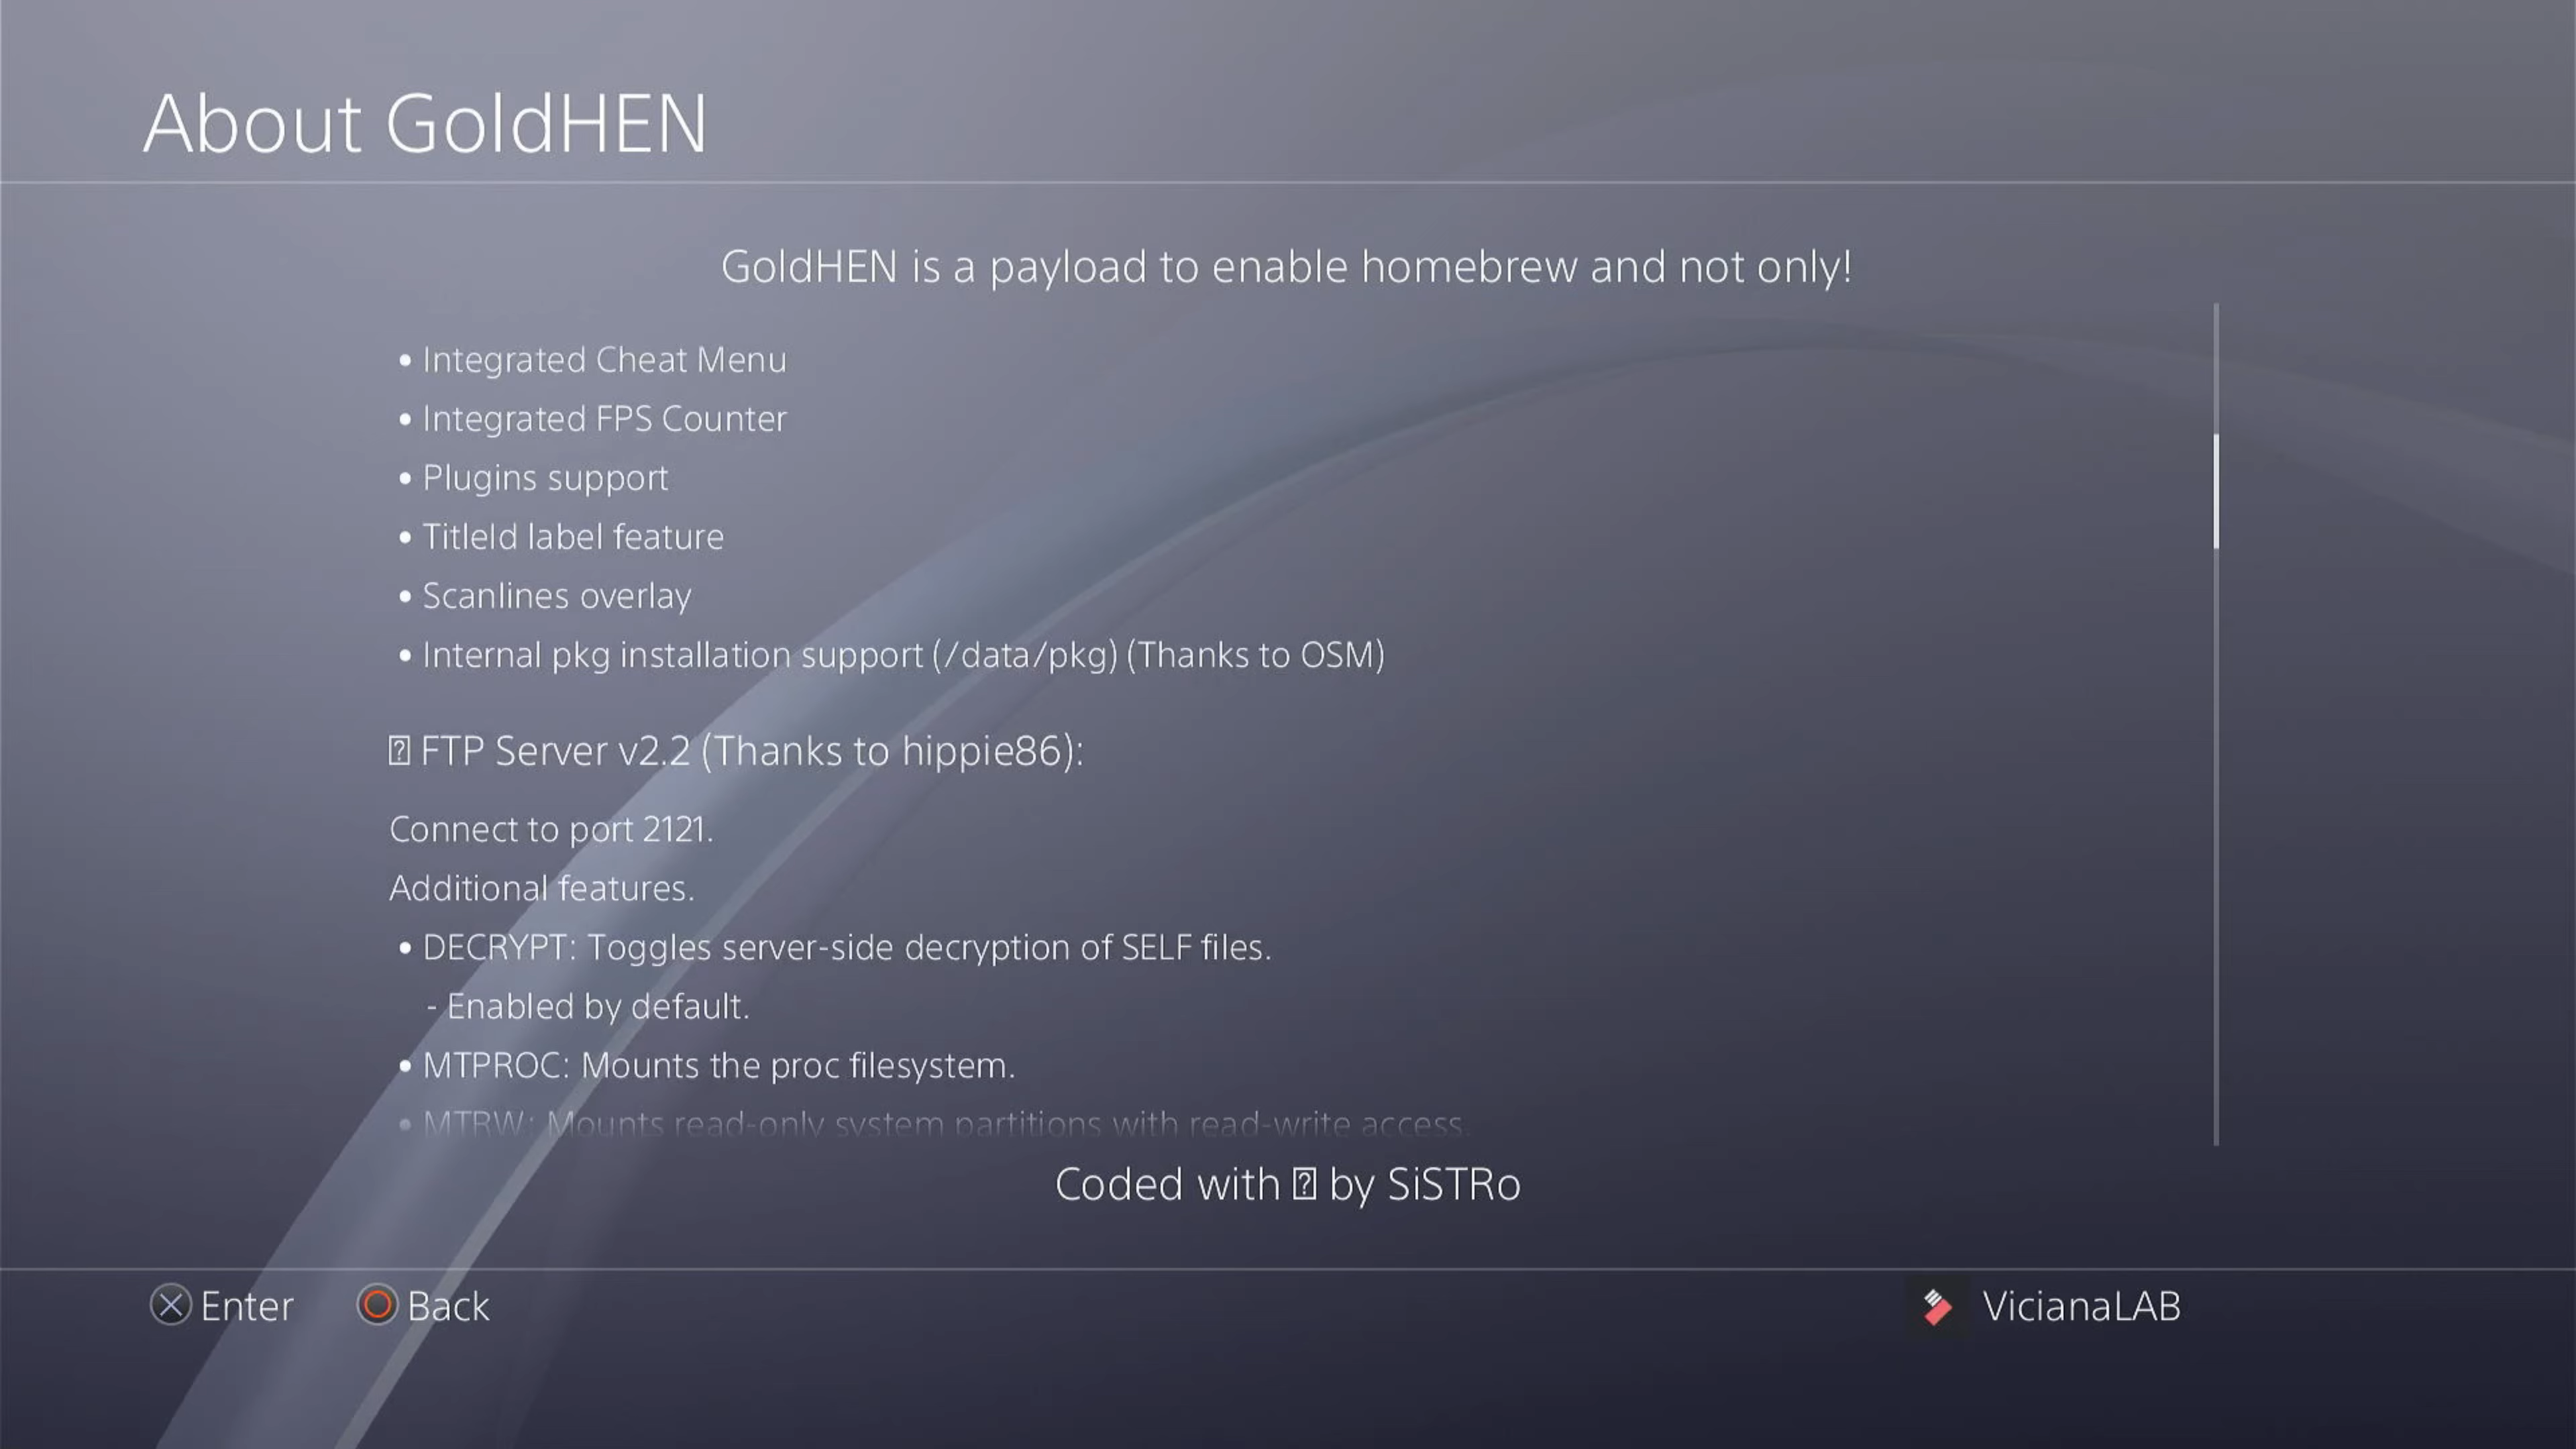 About GoldHEN
GoldHEN is a payload to enable homebrew and not only!
• Integrated Cheat Menu
• Integrated FPS Counter
• Plugins support
• TitleId label feature
• Scanlines overlay
• Internal pkg installation support (/data/pkg) (Thanks to OSM)
⍰ FTP Server v2.2 (Thanks to hippie86):
Connect to port 2121.
Additional features.
• DECRYPT: Toggles server-side decryption of SELF files.
- Enabled by default.
• MTPROC: Mounts the proc filesystem.
• MTRW: Mounts read-only system partitions with read-write access.
Coded with ⍰ by SiSTRo
Enter Back VicianaLAB